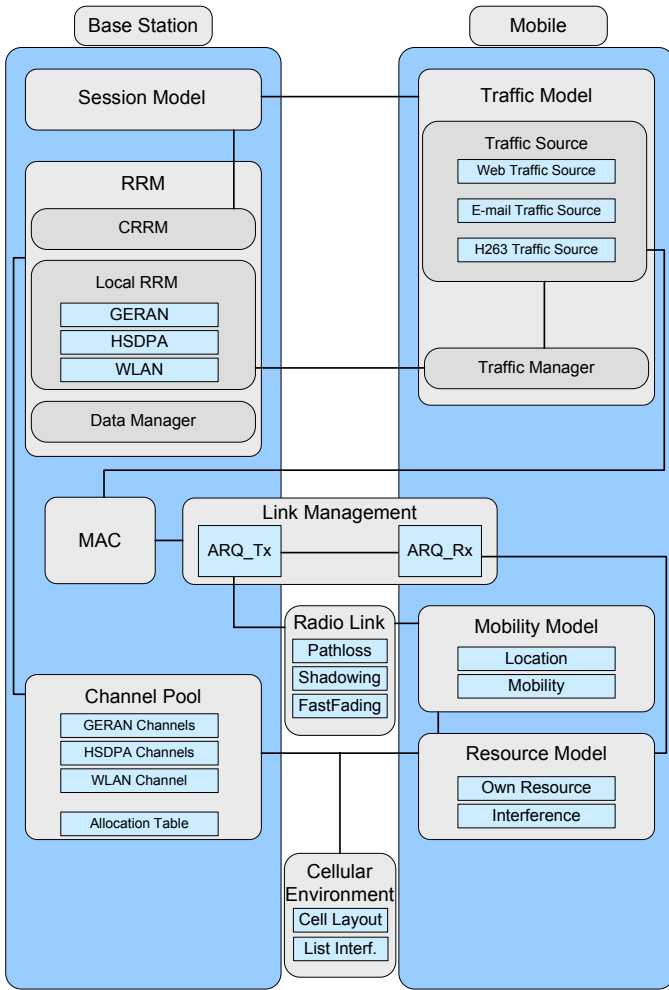 Base Station
Mobile
Session Model
Traffic Model
Traffic Source
Web Traffic Source
E-mail Traffic Source
H263 Traffic Source
RRM
CRRM
Local RRM
GERAN
HSDPA
WLAN
Traffic Manager
Data Manager
MAC
Link Management
ARQ_Tx
ARQ_Rx
Radio Link
Pathloss
Shadowing
FastFading
Mobility Model
Location
Mobility
Channel Pool
GERAN Channels
HSDPA Channels
WLAN Channel
Allocation Table
Resource Model
Own Resource
Interference
Cellular
Environment
Cell Layout
List Interf.